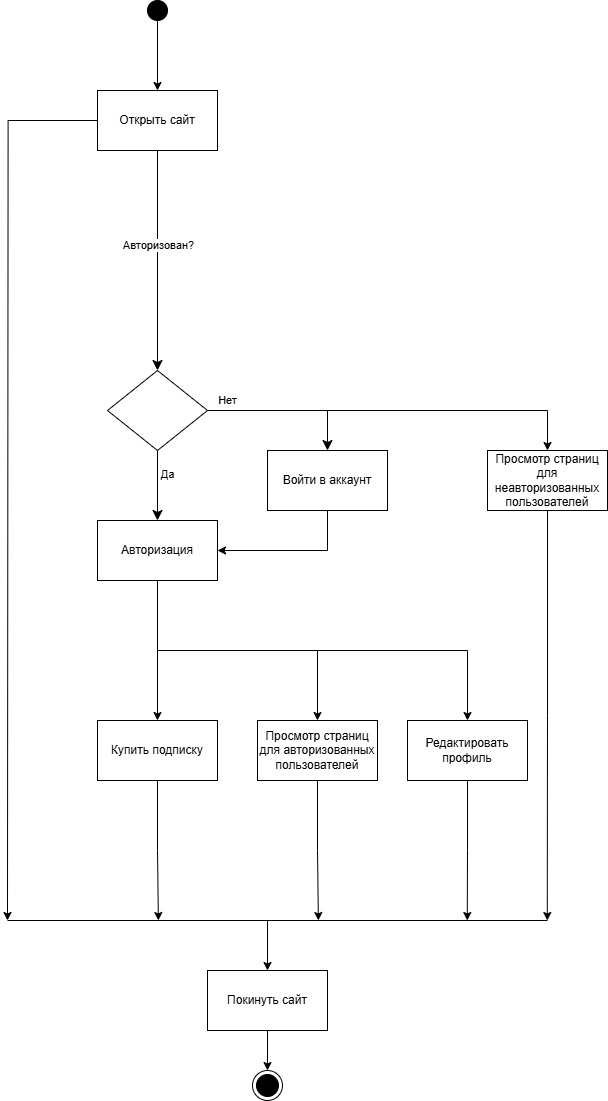 Открыть сайт
Авторизован?
Нет
Да
Войти в аккаунт
Просмотр страниц
для
неавторизованных
пользователей
Авторизация
Купить подписку
Просмотр страниц
для авторизованных
пользователей
Редактировать
профиль
Покинуть сайт